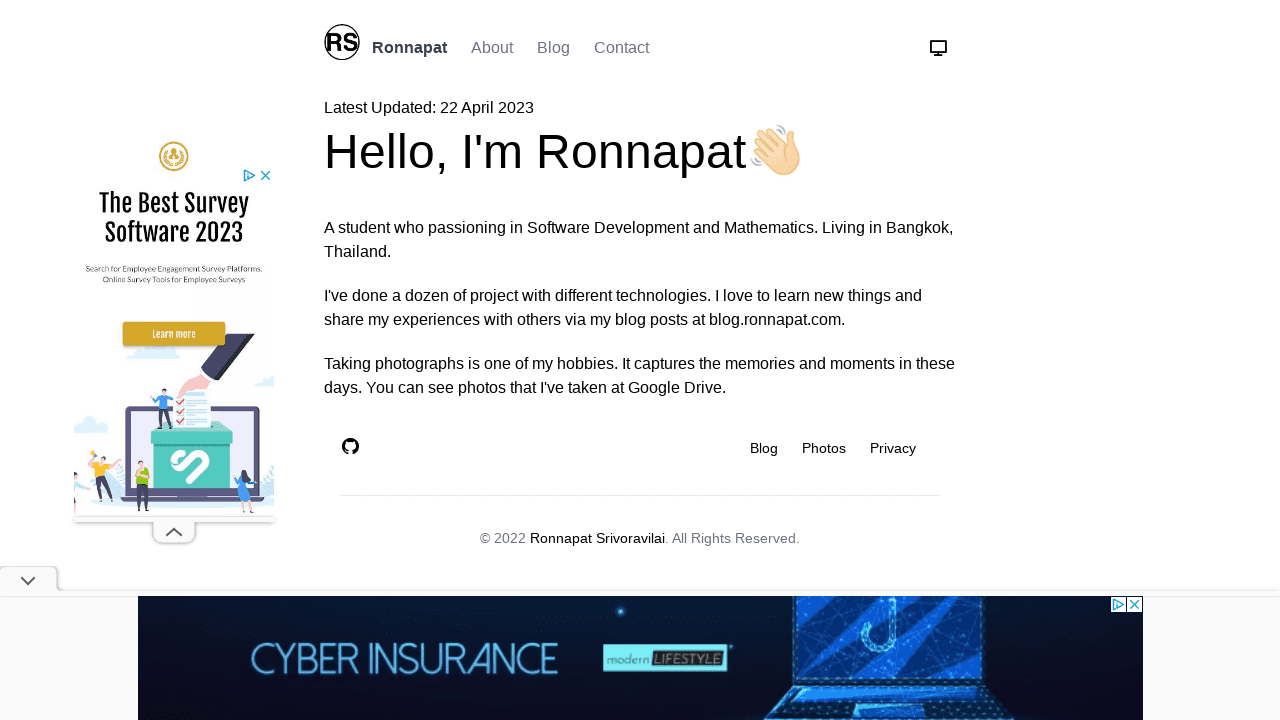 RS
Ronnapat About Blog Contact
Latest Updated: 22 April 2023
Hello, I'm Ronnapat
A student who passioning in Software Development and Mathematics. Living in Bangkok,
Thailand.
I've done a dozen of project with different technologies. I love to learn new things and
share my experiences with others via my blog posts at blog.ronnapat.com.
Taking photographs is one of my hobbies. It captures the memories and moments in these
days. You can see photos that I've taken at Google Drive.
Blog Photos Privacy
© 2022 Ronnapat Srivoravilai. All Rights Reserved.
The Best Survey
Software 2023
Search for Employee Engagement Survey Platforms,
Online Survey Tools for Employee Surveys
Learn more
CYBER INSURANCE
modern LIFESTYLE